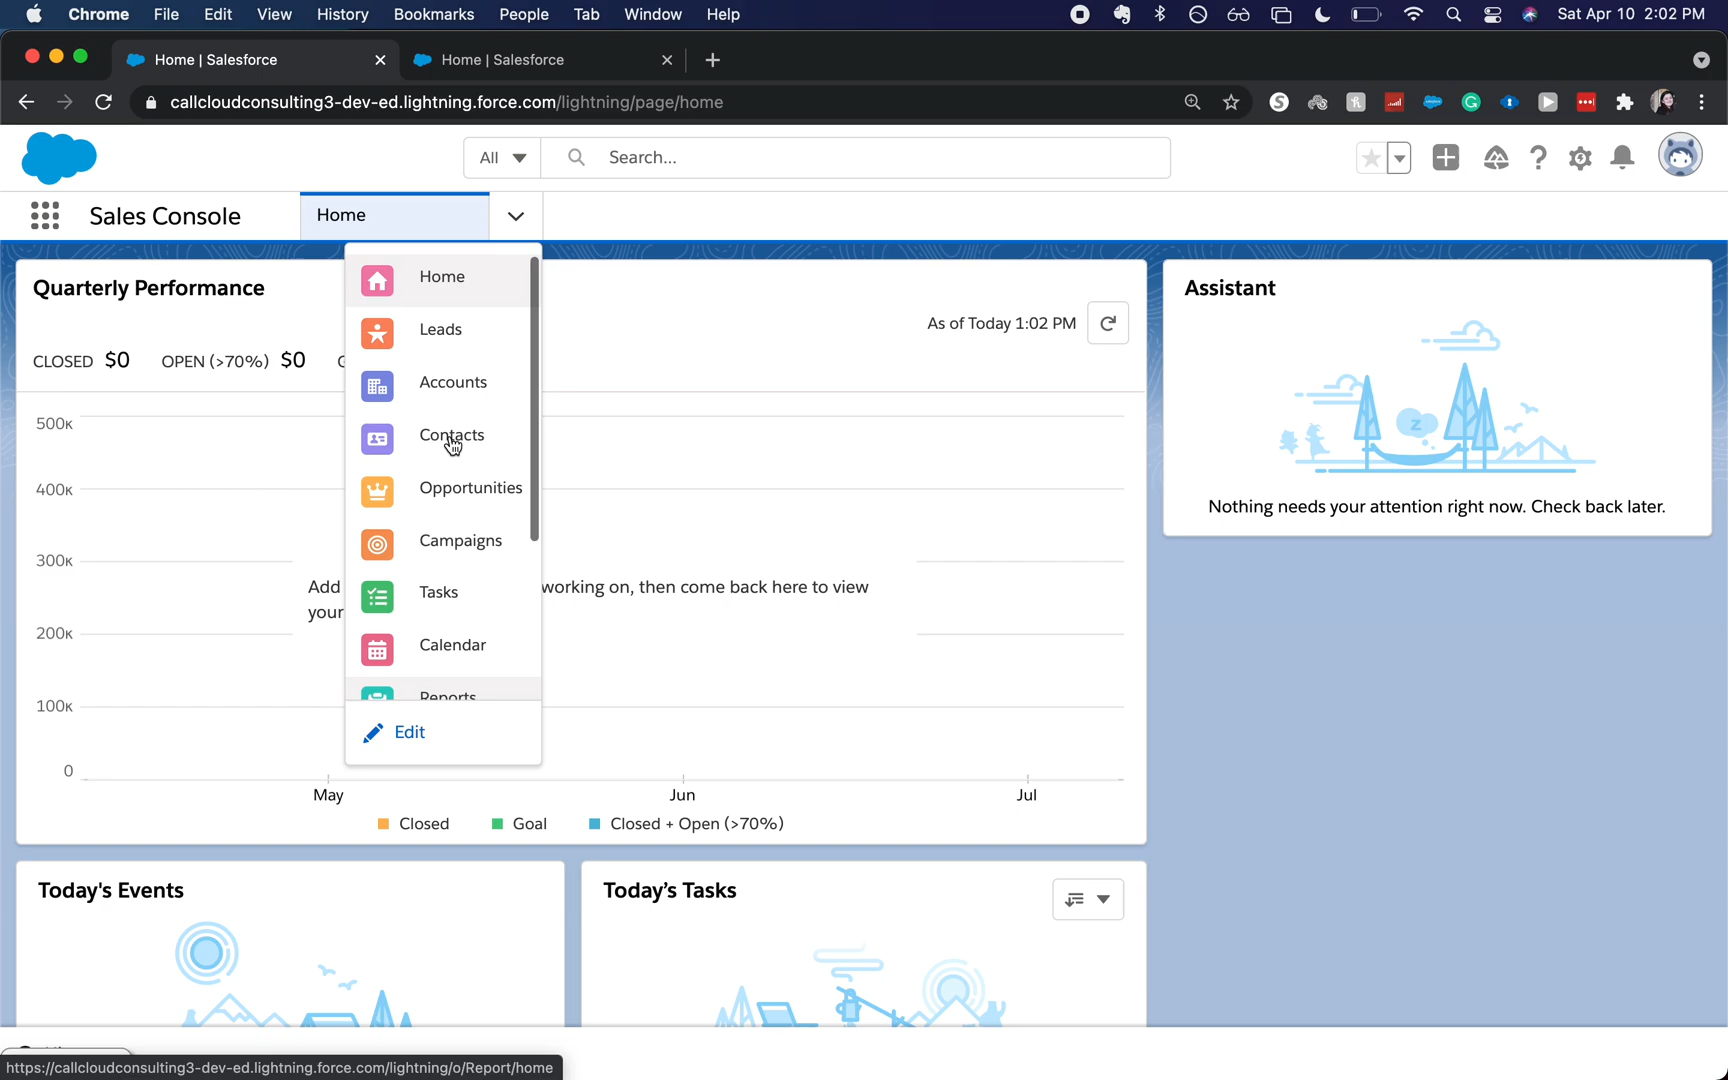 Chrome File Edit View History Bookmarks People Tab Window Help Sat Apr 10 2:02 PM
Home | Salesforce Home | Salesforce
callcloudconsulting3-dev-ed.lightning.force.com/lightning/page/home
All Search...
Sales Console Home
Quarterly Performance
As of Today 1:02 PM
CLOSED $0 OPEN (>70%) $0
Home
Leads
Accounts
Contacts
Opportunities
Campaigns
Tasks
Calendar
Reports
Edit
500K
400K
300K
200K
100K
0
Add working on, then come back here to view
your
May Jun Jul
Closed Goal Closed + Open (>70%)
Assistant
z
Nothing needs your attention right now. Check back later.
Today's Events
Today's Tasks
https://callcloudconsulting3-dev-ed.lightning.force.com/lightning/o/Report/home